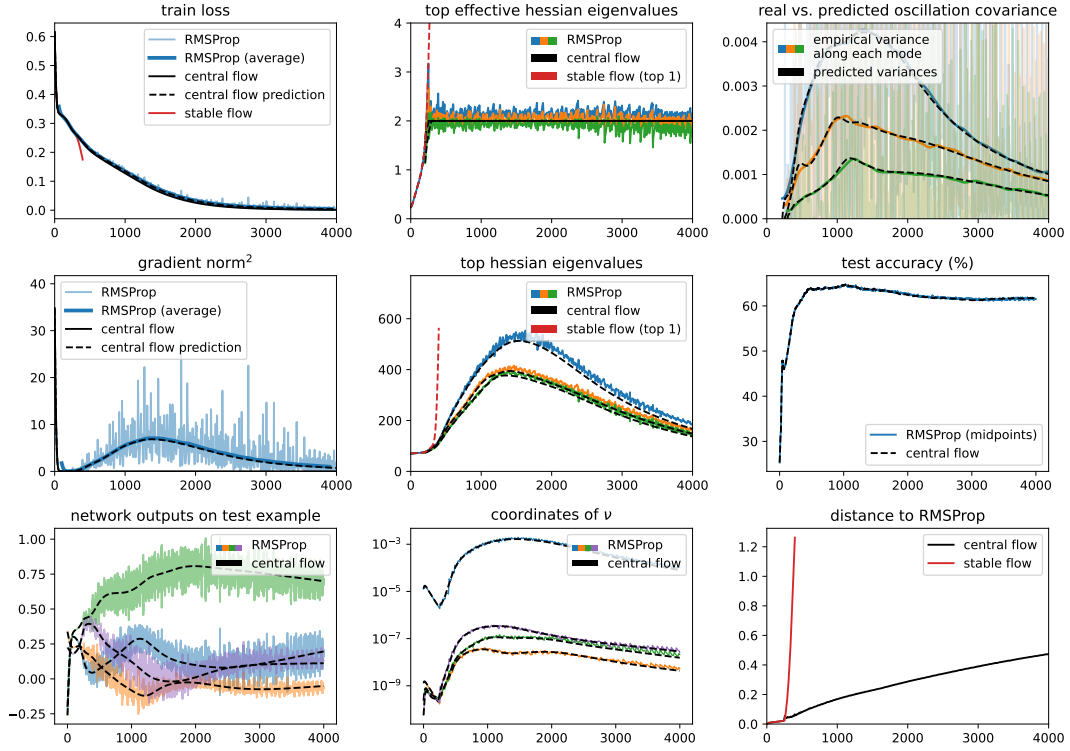 train loss
0.6
0.5
0.4
0.3
0.2
0.1
0.0
0
1000
2000
3000
4000
RMSProp
RMSProp (average)
central flow
central flow prediction
stable flow
top effective hessian eigenvalues
4
3
2
1
0
0
1000
2000
3000
4000
RMSProp
central flow
stable flow (top 1)
real vs. predicted oscillation covariance
0.004
0.003
0.002
0.001
0.000
0
1000
2000
3000
4000
empirical variance
along each mode
predicted variances
gradient norm²
40
30
20
10
0
0
1000
2000
3000
4000
RMSProp
RMSProp (average)
central flow
central flow prediction
top hessian eigenvalues
600
400
200
0
0
1000
2000
3000
4000
RMSProp
central flow
stable flow (top 1)
test accuracy (%)
60
50
40
30
0
1000
2000
3000
4000
RMSProp (midpoints)
central flow
network outputs on test example
1.00
0.75
0.50
0.25
0.00
−0.25
0
1000
2000
3000
4000
RMSProp
central flow
coordinates of ν
10⁻³
10⁻⁵
10⁻⁷
10⁻⁹
0
1000
2000
3000
4000
RMSProp
central flow
distance to RMSProp
1.2
1.0
0.8
0.6
0.4
0.2
0.0
0
1000
2000
3000
4000
central flow
stable flow